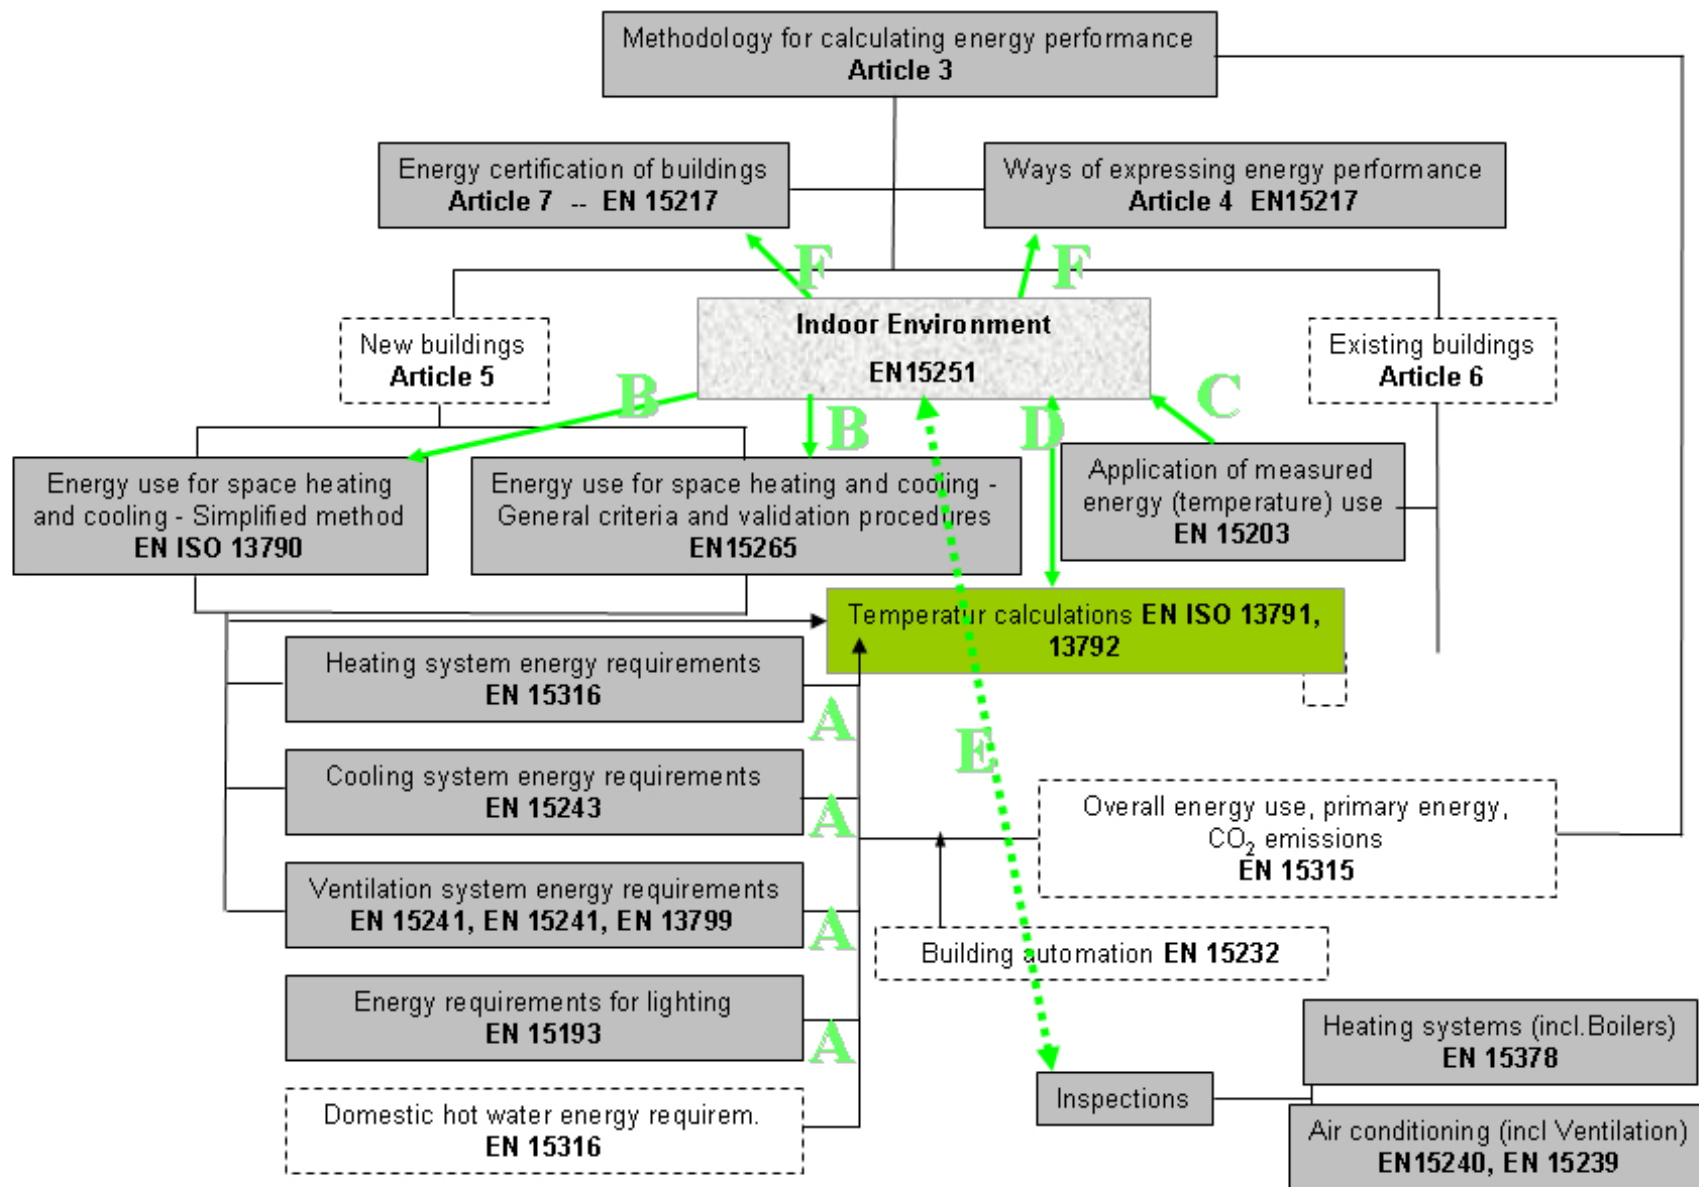 Methodology for calculating energy performance
Article 3
Energy certification of buildings
Article 7 -- EN 15217
Ways of expressing energy performance
Article 4 EN15217
F
F
Indoor Environment
EN15251
New buildings
Article 5
Existing buildings
Article 6
B
B
D
C
Energy use for space heating
and cooling - Simplified method
EN ISO 13790
Energy use for space heating and cooling -
General criteria and validation procedures
EN15265
Application of measured
energy (temperature) use
EN 15203
Temperatur calculations EN ISO 13791,
13792
Heating system energy requirements
EN 15316
A
Cooling system energy requirements
EN 15243
A
E
Overall energy use, primary energy,
CO2 emissions
EN 15315
Ventilation system energy requirements
EN 15241, EN 15241, EN 13799
A
Building automation EN 15232
Energy requirements for lighting
EN 15193
A
Heating systems (incl.Boilers)
EN 15378
Inspections
Domestic hot water energy requirem.
EN 15316
Air conditioning (incl Ventilation)
EN15240, EN 15239